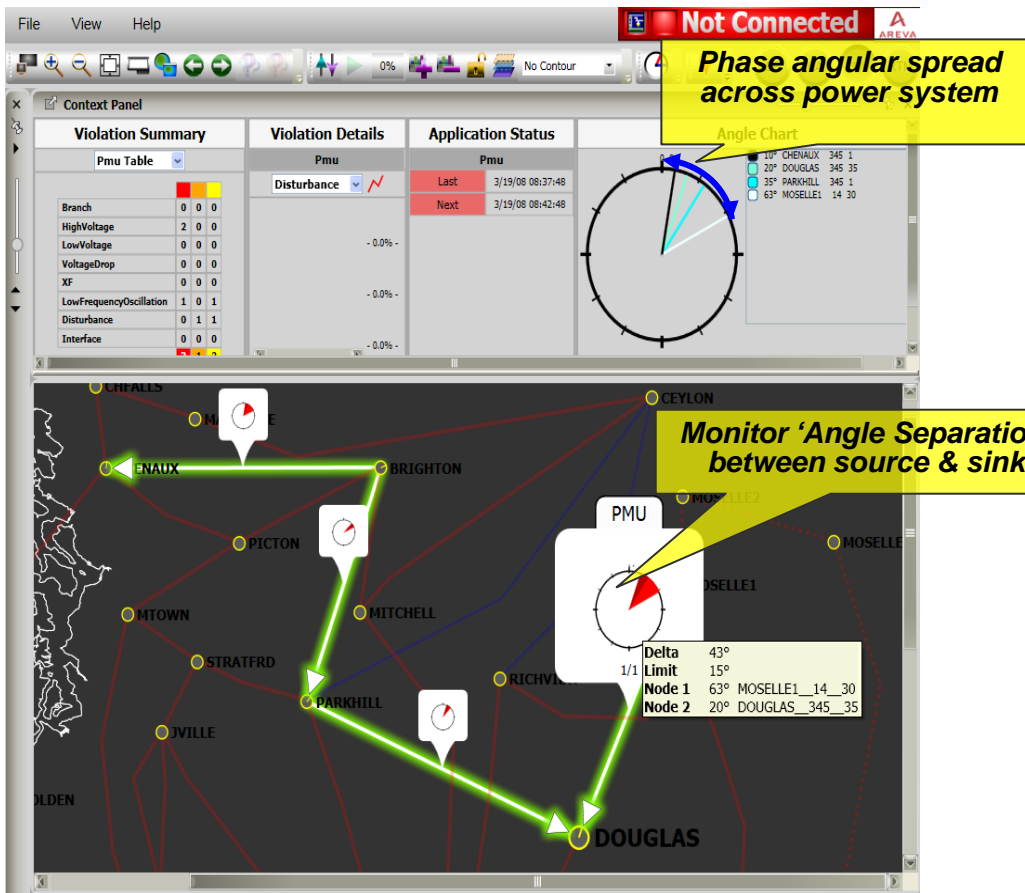 File View Help
Not Connected
AREVA
0% No Contour
Phase angular spread
across power system
Context Panel
Violation Summary
Pmu Table
Branch 0 0 0
HighVoltage 2 0 0
LowVoltage 0 0 0
VoltageDrop 0 0 0
XF 0 0 0
LowFrequencyOscillation 1 0 1
Disturbance 0 1 1
Interface 0 0 0
Violation Details
Pmu
Disturbance
- 0.0% -
- 0.0% -
- 0.0% -
Application Status
Pmu
Last 3/19/08 08:37:48
Next 3/19/08 08:42:48
Angle Chart
10° CHENAUX 345 1
20° DOUGLAS 345 35
35° PARKHILL 345 1
63° MOSELLE1 14 30
CHFALLS
CEYLON
Monitor ‘Angle Separatio
between source & sink
ENAUX
BRIGHTON
MOSELLE2
PMU
PICTON
MOSELLE
OSELLE1
MTOWN
MITCHELL
STRATFRD
1/1
Delta 43°
Limit 15°
Node 1 63° MOSELLE1__14__30
Node 2 20° DOUGLAS__345__35
RICHVI
PARKHILL
JVILLE
OLDEN
DOUGLAS